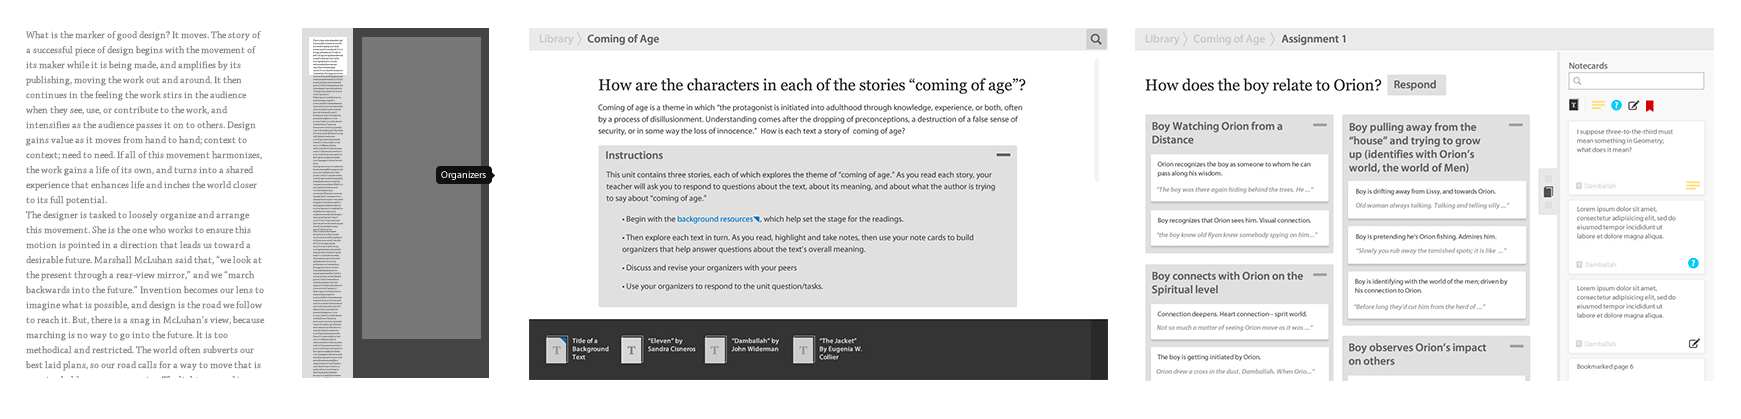 What is the marker of good design? It moves. The story of
a successful piece of design begins with the movement of
its maker while it is being made, and amplifies by its
publishing, moving the work out and around. It then
continues in the feeling the work stirs in the audience
when they see, use, or contribute to the work, and
intensifies as the audience passes it on to others. Design
gains value as it moves from hand to hand; context to
context; need to need. If all of this movement harmonizes,
the work gains a life of its own, and turns into a shared
experience that enhances life and inches the world closer
to its full potential.
The designer is tasked to loosely organize and arrange
this movement. She is the one who works to ensure this
motion is pointed in a direction that leads us toward a
desirable future. Marshall McLuhan said that, “we look at
the present through a rear-view mirror,” and we “march
backwards into the future.” Invention becomes our lens to
imagine what is possible, and design is the road we follow
to reach it. But, there is a snag in McLuhan’s view, because
marching is no way to go into the future. It is too
methodical and restricted. The world often subverts our
best laid plans, so our road calls for a way to move that is
Organizers
Library
Coming of Age
How are the characters in each of the stories “coming of age”?
Coming of age is a theme in which “the protagonist is initiated into adulthood through knowledge, experience, or both, often
by a process of disillusionment. Understanding comes after the dropping of preconceptions, a destruction of a false sense of
security, or in some way the loss of innocence.” How is each text a story of coming of age?
Instructions
This unit contains three stories, each of which explores the theme of “coming of age.” As you read each story, your
teacher will ask you to respond to questions about the text, about its meaning, and about what the author is trying
to say about “coming of age.”
• Begin with the background resources, which help set the stage for the readings.
• Then explore each text in turn. As you read, highlight and take notes, then use your note cards to build
organizers that help answer questions about the text’s overall meaning.
• Discuss and revise your organizers with your peers
• Use your organizers to respond to the unit question/tasks.
T
Title of a
Background
Text
T
“Eleven” by
Sandra Cisneros
T
“Damballah” by
John Wideman
T
“The Jacket”
By Eugenia W.
Collier
Library
Coming of Age
Assignment 1
How does the boy relate to Orion?
Respond
Boy Watching Orion from a
Distance
Orion recognizes the boy as someone to whom he can
pass along his wisdom.
“The boy was there again hiding behind the trees. He ...”
Boy recognizes that Orion sees him. Visual connection.
“the boy knew old Ryan knew somebody spying on him...”
Boy connects with Orion on the
Spiritual level
Connection deepens. Heart connection-- sprit world.
Not so much a matter of seeing Orion move as it was ...”
The boy is getting initiated by Orion.
Orion drew a cross in the dust. Damballah. When Orio...”
Boy pulling away from the
“house” and trying to grow
up (identifies with Orion’s
world, the world of Men)
Boy is drifting away from Lissy, and towards Orion.
Old woman always talking. Talking and telling silly ...”
Boy is pretending he’s Orion fishing. Admires him.
“Slowly you rub away the tarnished spots; it is like ...”
Boy is identifying with the world of the men; driven by
his connection to Orion.
“Before long they’d cut him from the herd of ...”
Boy observes Orion’s impact
on others
Notecards
T
?
I suppose three-to-the-third must
mean something in Geometry;
what does it mean?
Damballah
Lorem ipsum dolor sit amet,
consectetur adipisicing elit, sed do
eiusmod tempor incididunt ut
labore et dolore magna aliqua.
Damballah
?
Lorem ipsum dolor sit amet,
consectetur adipisicing elit, sed do
eiusmod tempor incididunt ut
labore et dolore magna aliqua.
Damballah
Bookmarked page 6